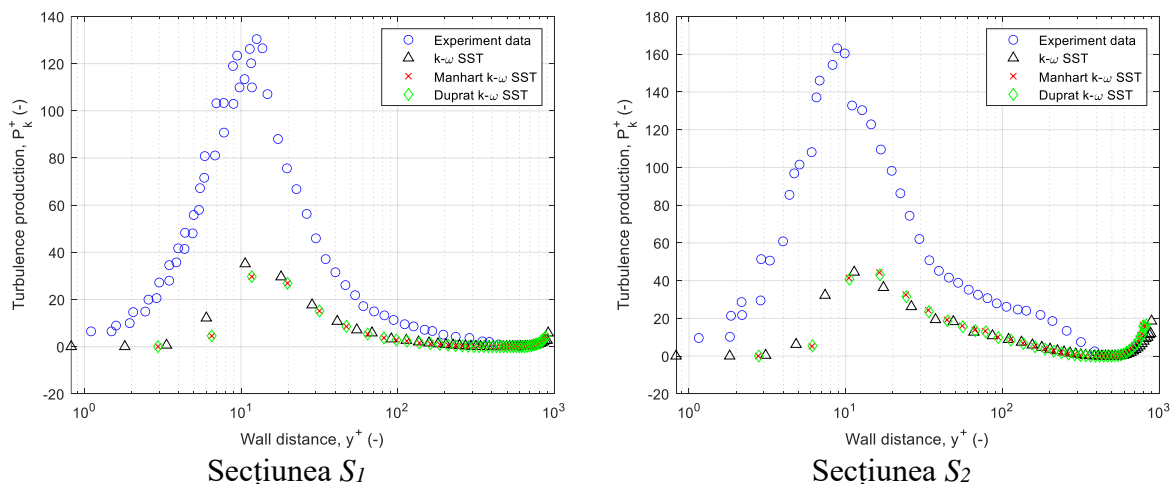 140
120
100
80
60
40
20
0
-20
Turbulence production, P_k^+ (-)
10^0
10^1
10^2
10^3
Wall distance, y^+ (-)
Experiment data
k-ω SST
Manhart k-ω SST
Duprat k-ω SST
Secțiunea S1
180
160
140
120
100
80
60
40
20
0
-20
Turbulence production, P_k^+ (-)
10^0
10^1
10^2
10^3
Wall distance, y^+ (-)
Experiment data
k-ω SST
Manhart k-ω SST
Duprat k-ω SST
Secțiunea S2